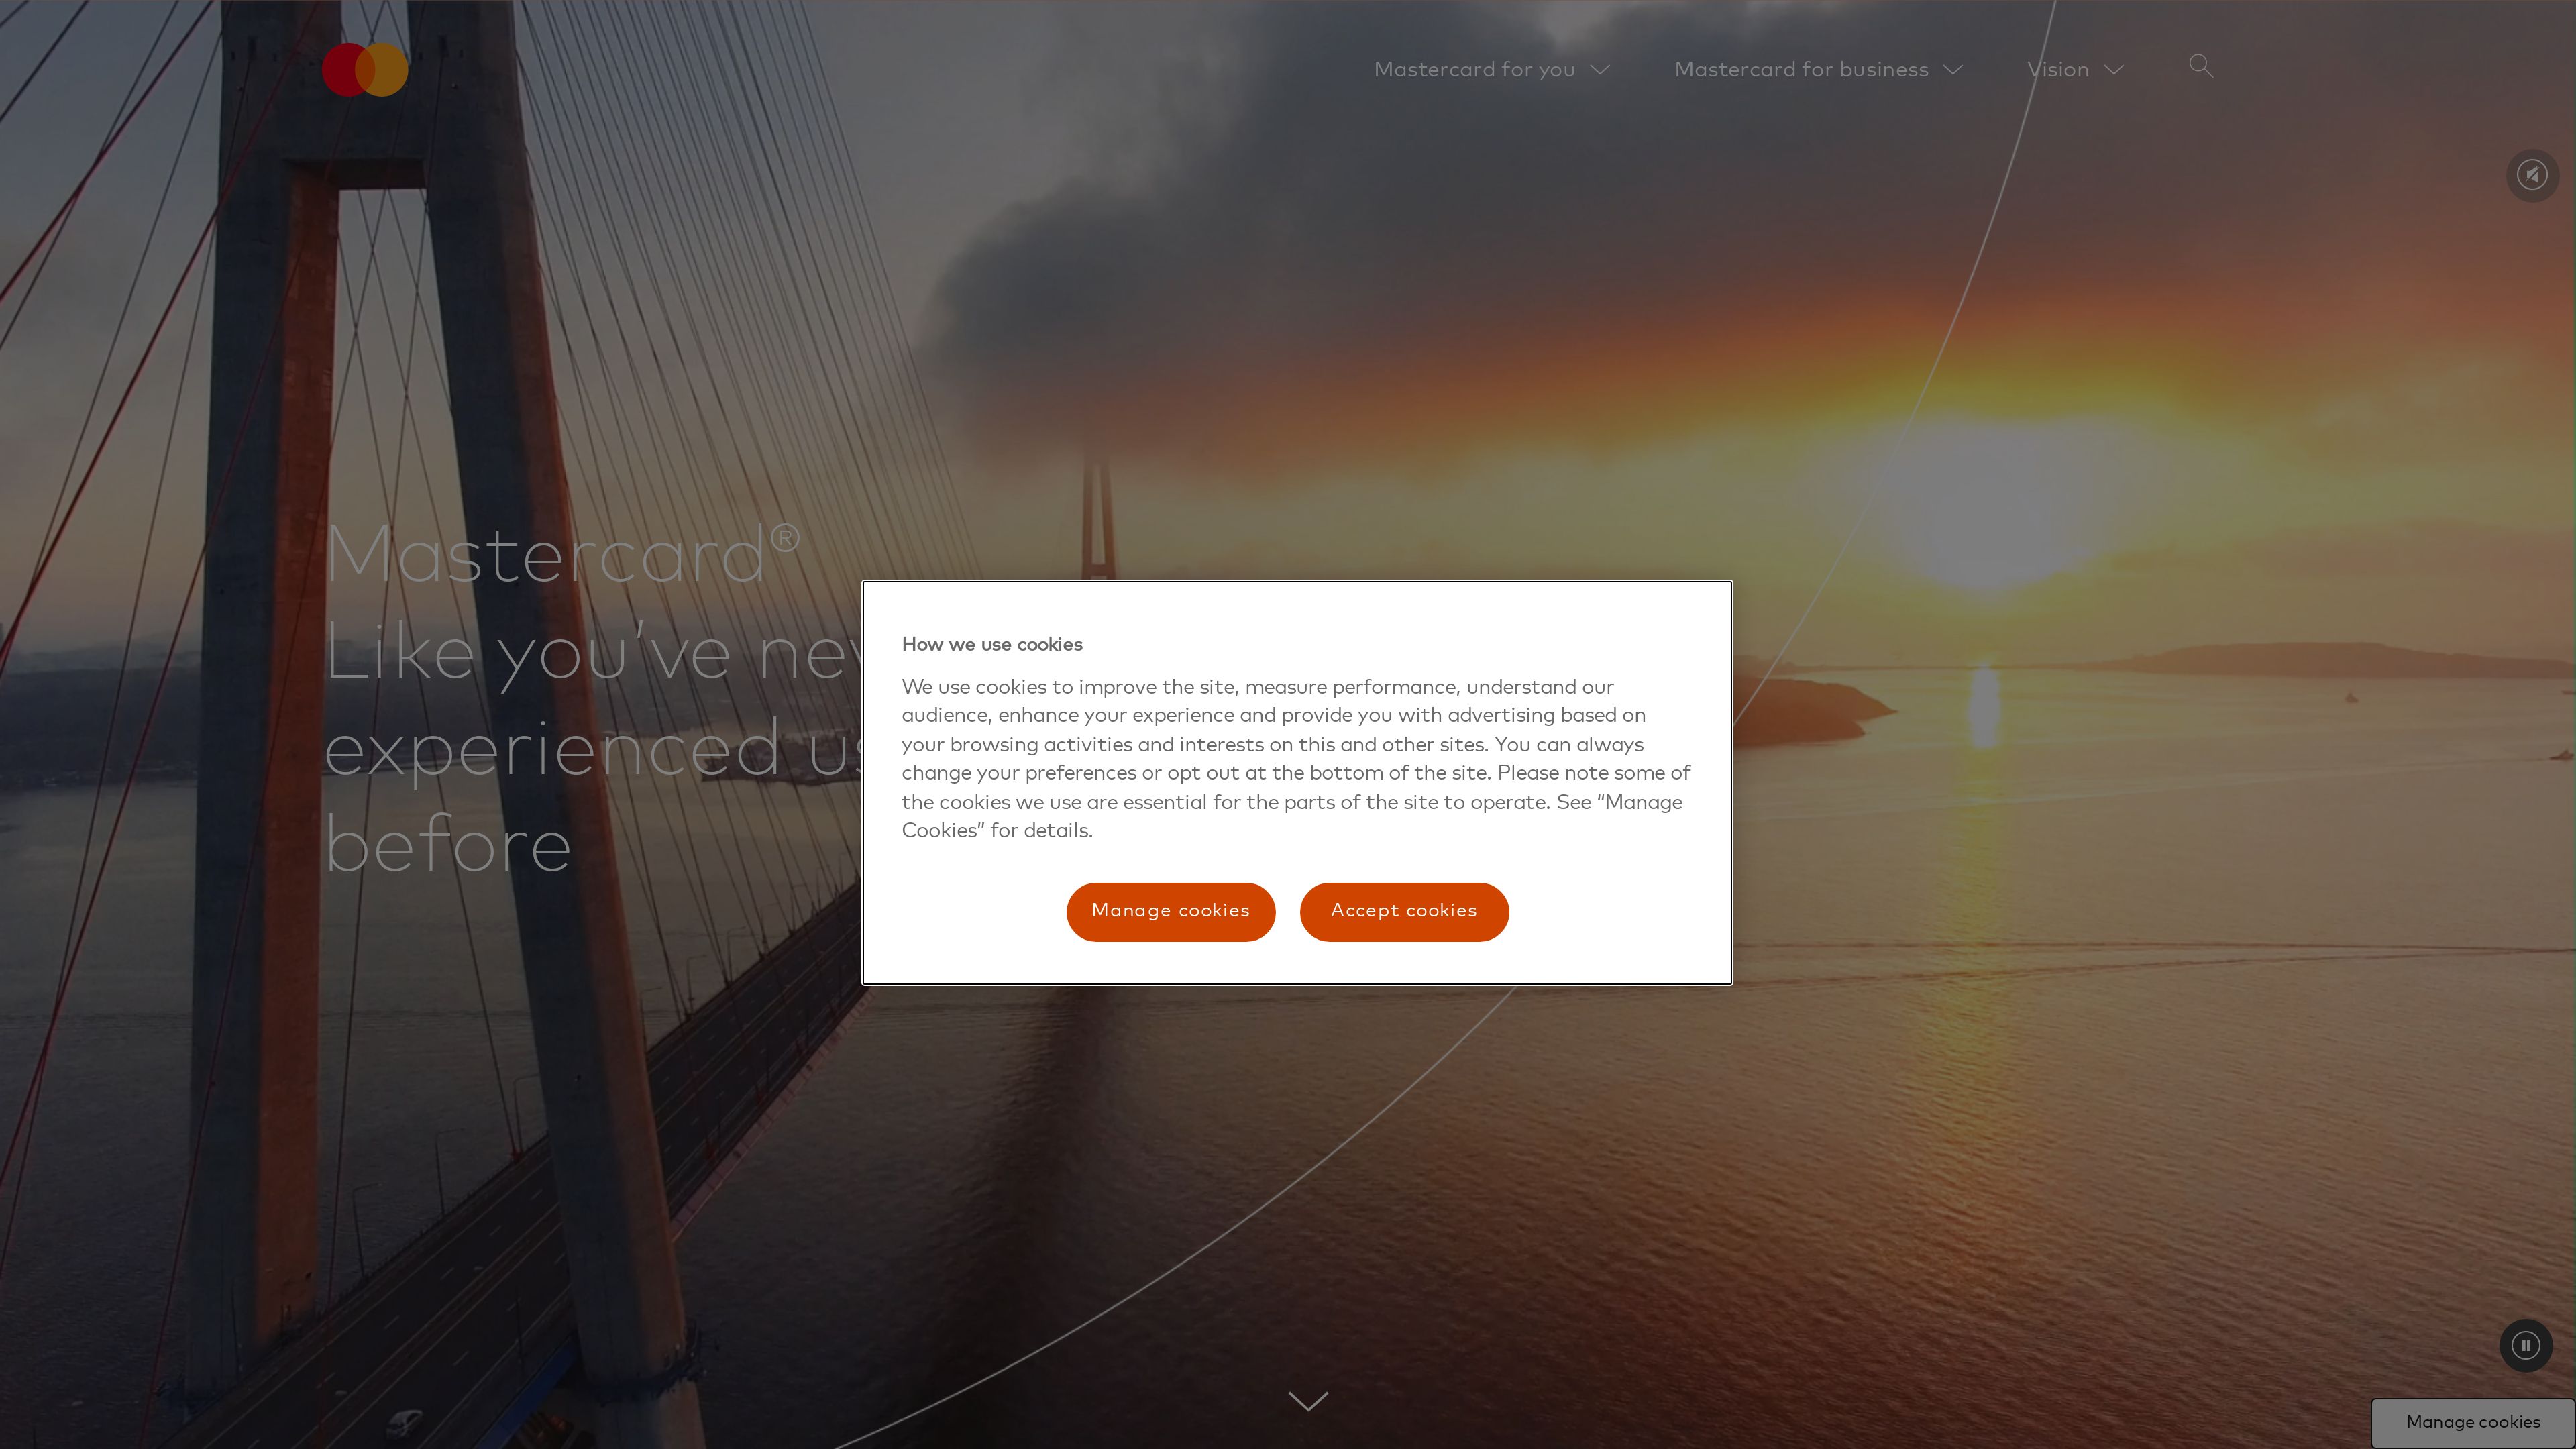 Mastercard for you
Mastercard for business
Vision
Mastercard®
Like you've nev
experienced us
before
How we use cookies
We use cookies to improve the site, measure performance, understand our
audience, enhance your experience and provide you with advertising based on
your browsing activities and interests on this and other sites. You can always
change your preferences or opt out at the bottom of the site. Please note some of
the cookies we use are essential for the parts of the site to operate. See “Manage
Cookies” for details.
Manage cookies
Accept cookies
Manage cookies